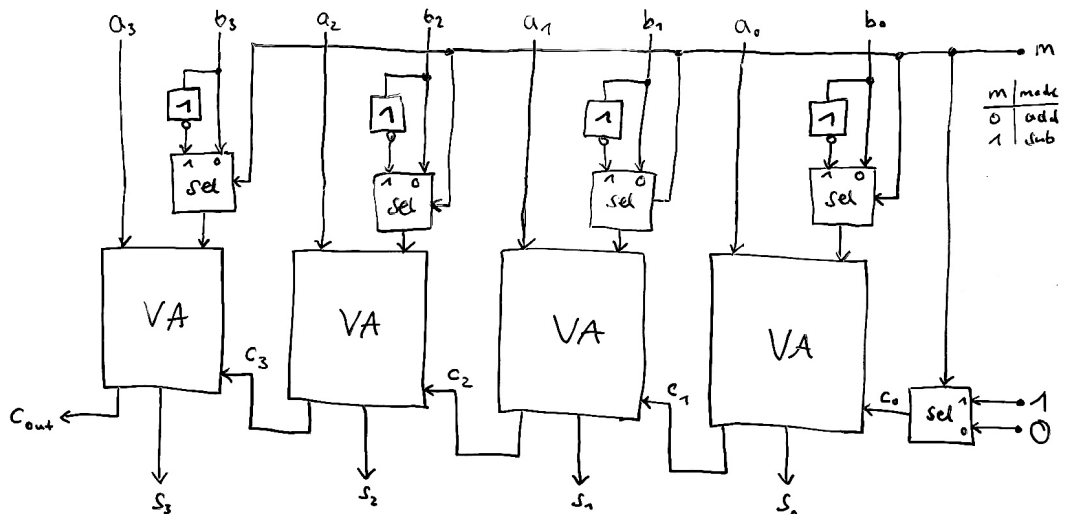 a₃ b₃ a₂ b₂ a₁ b₁ a₀ b₀ m
m mode
0 add
1 sub
1 1 1 1
1 0 1 0 1 0 1 0
sel sel sel sel
VA VA VA VA
c₃ c₂ c₁ c₀
sel 1 1
0 0
Cout
s₃ s₂ s₁ s₀